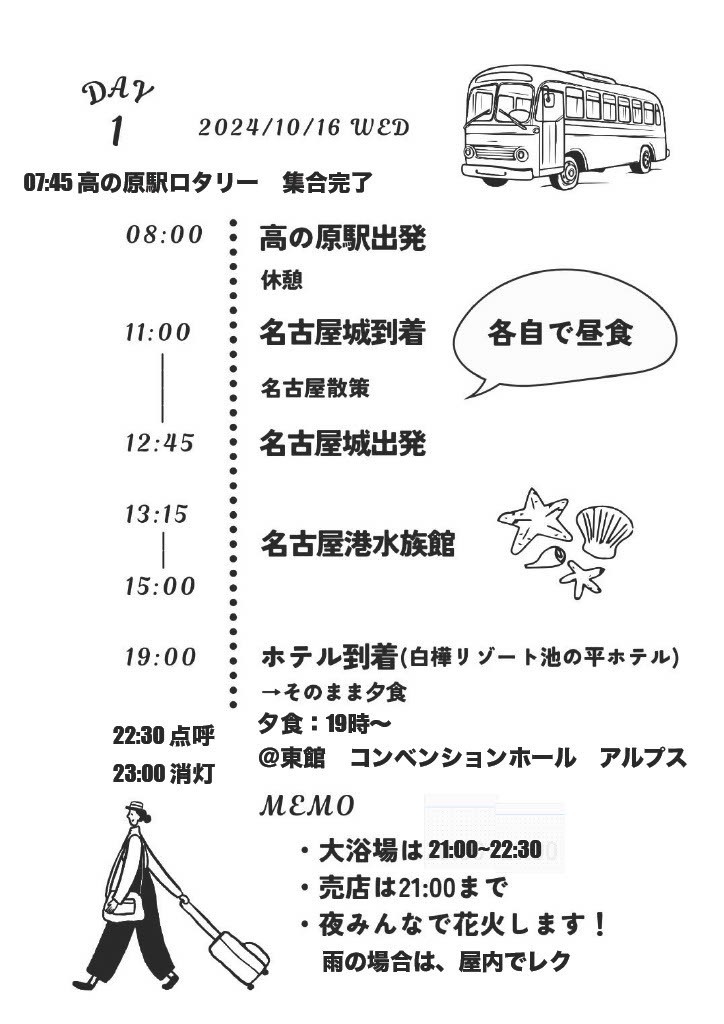 DAY
1
2024/10/16 WED
07:45 高の原駅ロタリー　集合完了
08:00 高の原駅出発
休憩
11:00 名古屋城到着
各自で昼食
名古屋散策
12:45 名古屋城出発
13:15
名古屋港水族館
15:00
19:00 ホテル到着(白樺リゾート池の平ホテル)
→そのまま夕食
夕食：19時～
22:30 点呼
@東館　コンベンションホール　アルプス
23:00 消灯
MEMO
・大浴場は 21:00~22:30
・売店は21:00まで
・夜みんなで花火します！
雨の場合は、屋内でレク